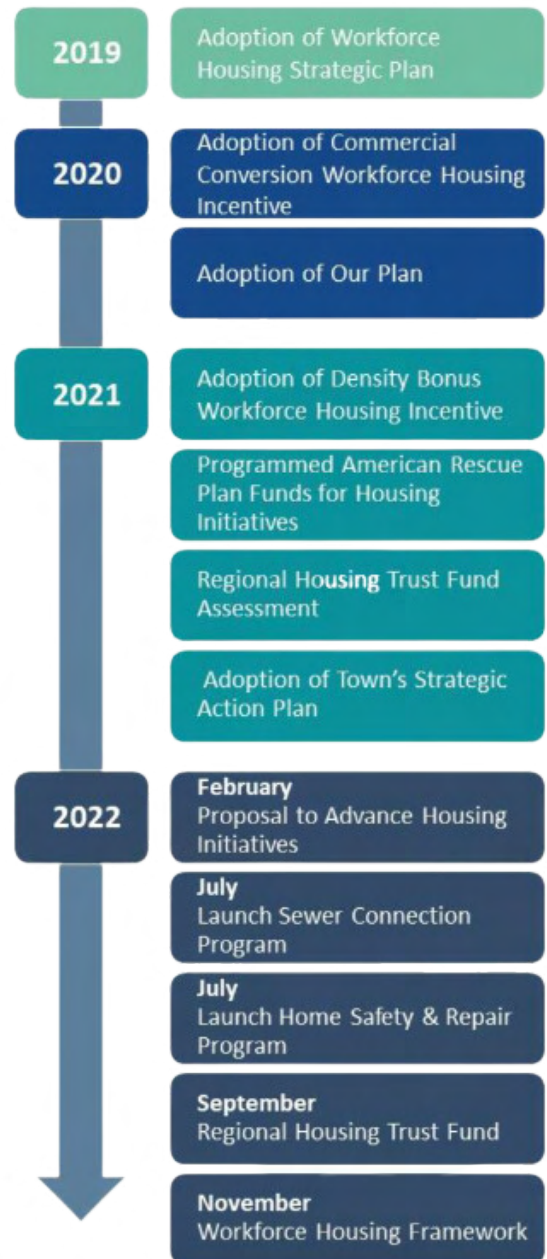 2019
Adoption of Workforce
Housing Strategic Plan
2020
Adoption of Commercial
Conversion Workforce Housing
Incentive
Adoption of Our Plan
2021
Adoption of Density Bonus
Workforce Housing Incentive
Programmed American Rescue
Plan Funds for Housing
Initiatives
Regional Housing Trust Fund
Assessment
Adoption of Town's Strategic
Action Plan
2022
February
Proposal to Advance Housing
Initiatives
July
Launch Sewer Connection
Program
July
Launch Home Safety & Repair
Program
September
Regional Housing Trust Fund
November
Workforce Housing Framework